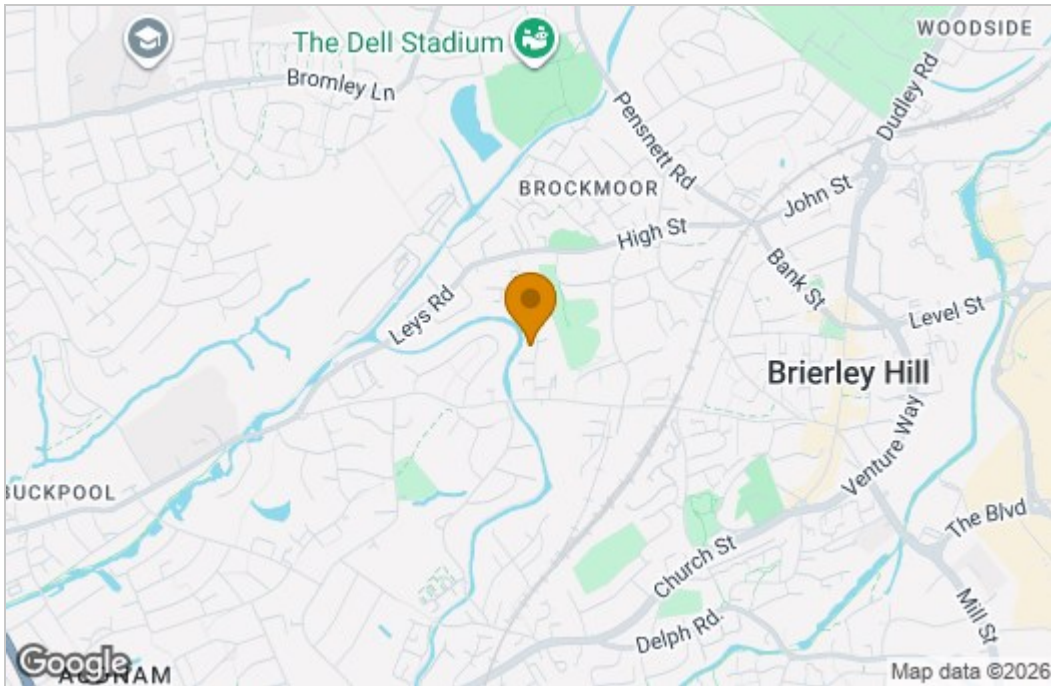 WOODSIDE
The Dell Stadium
Bromley Ln
Dudley Rd
Pensnett Rd
BROCKMOOR
John St
High St
Bank St
Leys Rd
Level St
Brierley Hill
Venture Way
BUCKPOOL
The Blvd
Church St
Mill St
Delph Rd.
Google
Map data ©2026